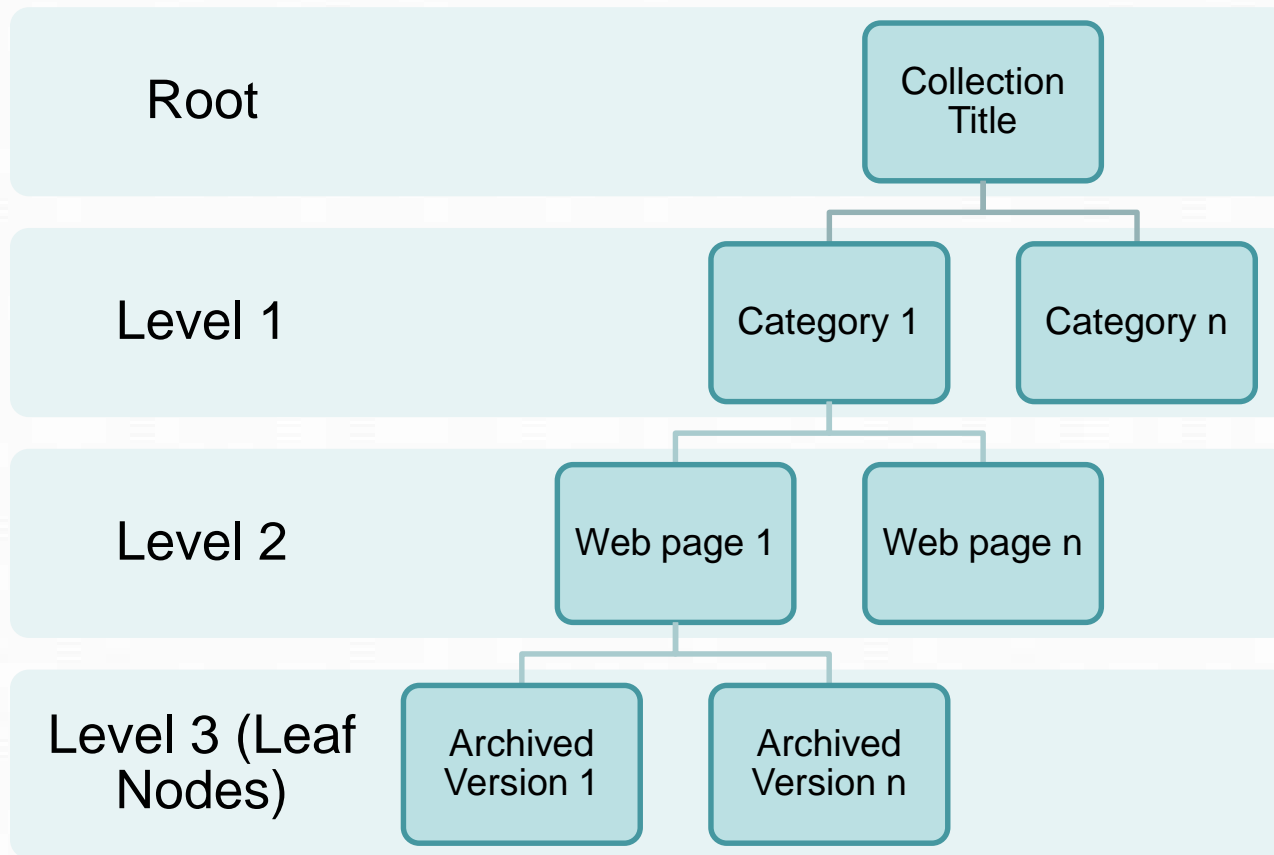 Root
Collection
Title
Level 1
Category 1
Category n
Level 2
Web page 1
Web page n
Level 3 (Leaf
Nodes)
Archived
Version 1
Archived
Version n